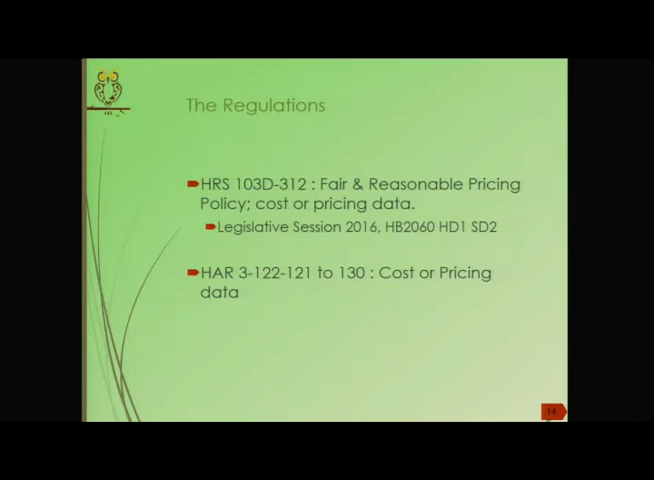 The Regulations
HRS 103D-312 : Fair & Reasonable Pricing
Policy; cost or pricing data.
Legislative Session 2016, HB2060 HD1 SD2
HAR 3-122-121 to 130 : Cost or Pricing
data
14